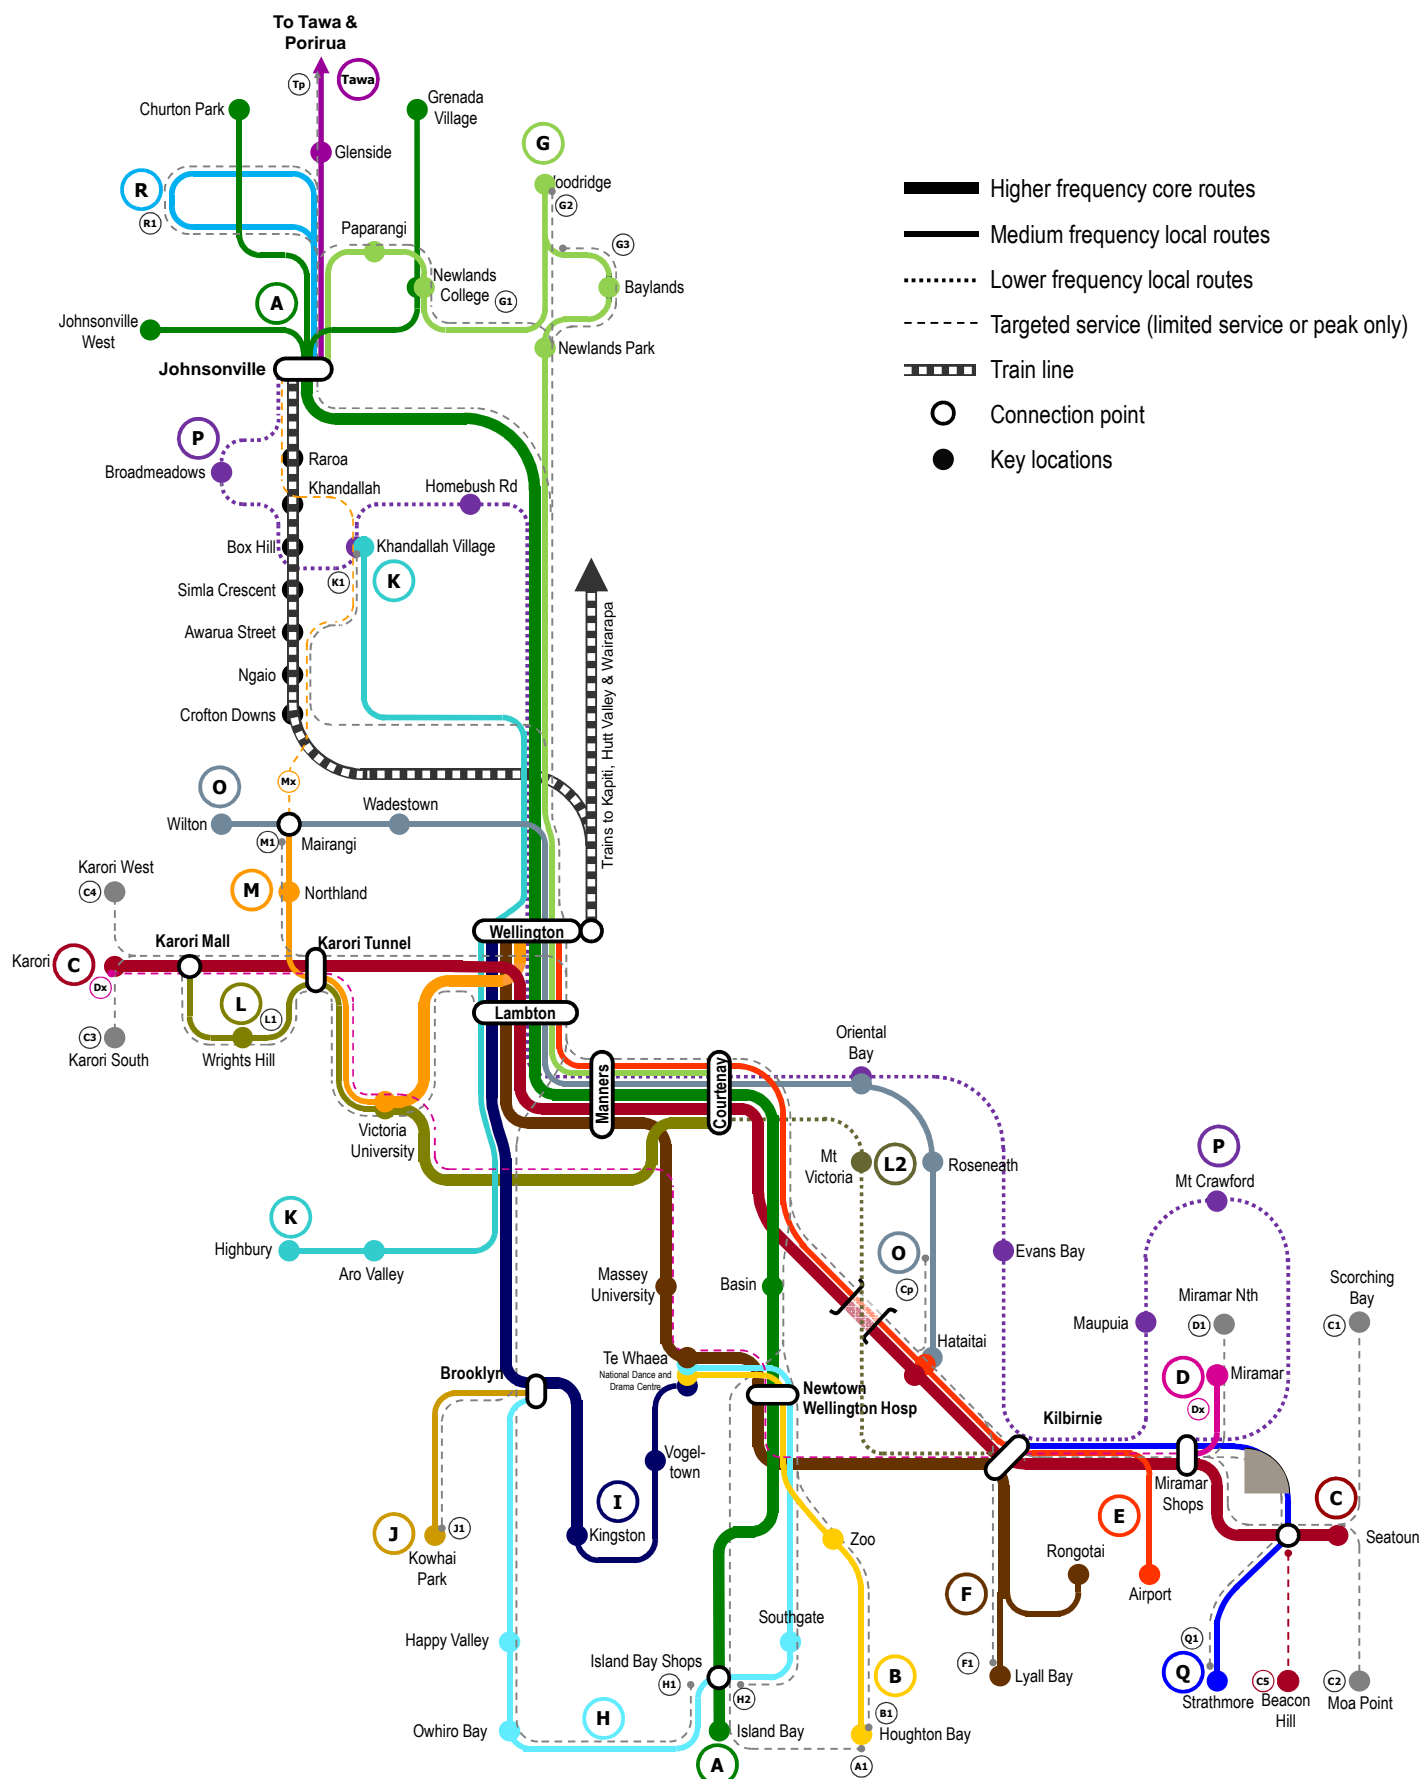 To Tawa &
Porirua
Tp
Tawa
Churton Park
Grenada
Village
Glenside
G
R
R1
oodridge
G2
Paparangi
G3
Newlands
College
G1
Baylands
A
Johnsonville
West
Newlands Park
Johnsonville
P
Broadmeadows
Raroa
Khandallah
Homebush Rd
Box Hill
Khandallah Village
K1
K
Simla Crescent
Awarua Street
Ngaio
Crofton Downs
Trains to Kapiti, Hutt Valley & Wairarapa
Mx
O
Wilton
Wadestown
M1
Mairangi
Karori West
C4
M
Northland
Karori Mall
Karori Tunnel
Wellington
Karori
C
Dx
L
L1
Lambton
C3
Karori South
Wrights Hill
Oriental
Bay
Manners
Courtenay
Victoria
University
Mt
Victoria
L2
Roseneath
P
Mt Crawford
K
Highbury
Aro Valley
O
Cp
Evans Bay
Massey
University
Basin
Scorching
Bay
Miramar Nth
Maupuia
D1
C1
Hataitai
Te Whaea
National Dance and
Drama Centre
Brooklyn
D
Miramar
Dx
Newtown
Wellington Hosp
Kilbirnie
Vogel-
town
Miramar
Shops
I
C
J
J1
Kowhai
Park
Kingston
Zoo
E
Seatoun
Rongotai
F
Airport
Southgate
Happy Valley
Island Bay Shops
H1
H2
B
F1
Lyall Bay
Q1
Q
Strathmore
C5
Beacon
Hill
C2
Moa Point
Owhiro Bay
H
Island Bay
B1
Houghton Bay
A
A1
Higher frequency core routes
Medium frequency local routes
Lower frequency local routes
Targeted service (limited service or peak only)
Train line
Connection point
Key locations